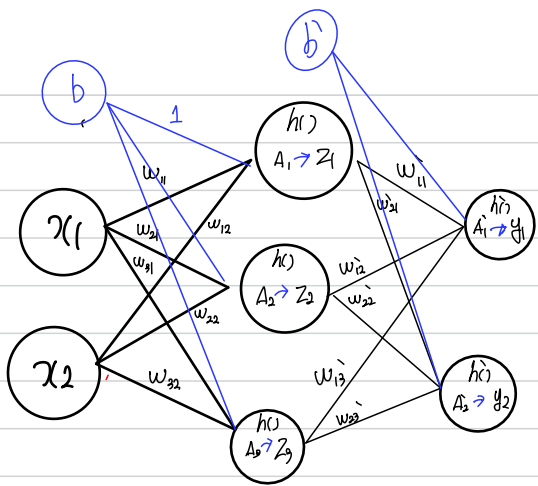 b
b`
1
h()
A₁→Z₁
x₁
w₁₁
w₂₁
w₃₁
w₁₂
w₂₂
w₃₂
x₂
h()
A₂→Z₂
h()
A₃→Z₃
w`₁₁
w`₂₁
w`₁₂
w`₂₂
w`₁₃
w`₂₃
h`()
A`₁→y₁
h`()
A`₂→y₂